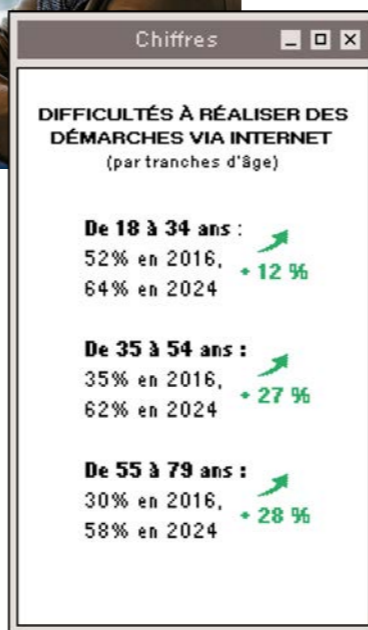 Chiffres
DIFFICULTÉS À RÉALISER DES
DÉMARCHES VIA INTERNET
(par tranches d'âge)
De 18 à 34 ans :
52% en 2016,
+ 12 %
64% en 2024
De 35 à 54 ans :
35% en 2016,
+ 27 %
62% en 2024
De 55 à 79 ans :
30% en 2016,
+ 28 %
58% en 2024